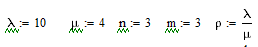 λ := 10 μ := 4 n := 3 m := 3 ρ := λ/μ